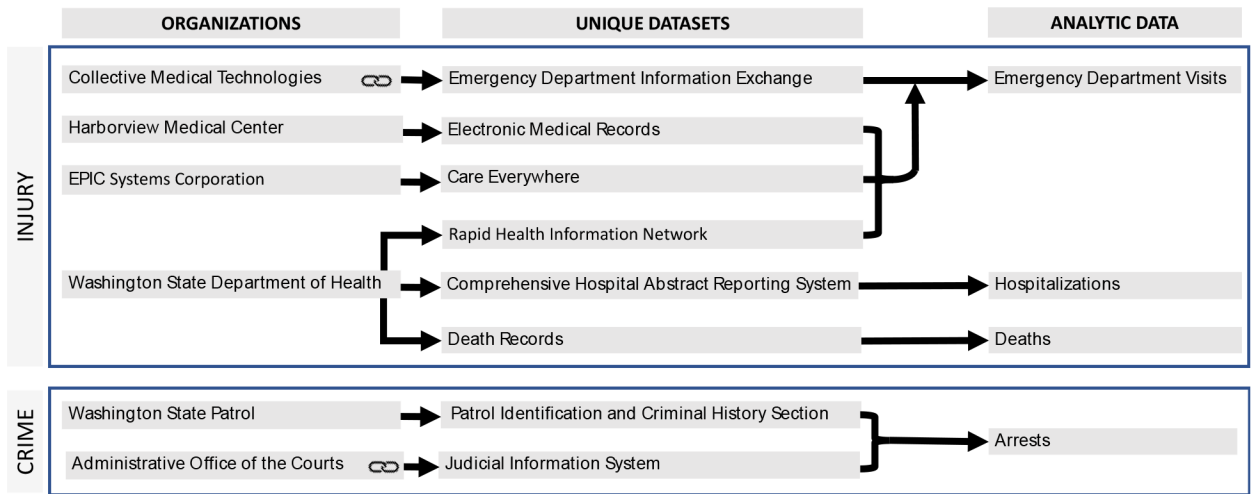 ORGANIZATIONS UNIQUE DATASETS ANALYTIC DATA
INJURY
Collective Medical Technologies Emergency Department Information Exchange Emergency Department Visits
Harborview Medical Center Electronic Medical Records
EPIC Systems Corporation Care Everywhere
Rapid Health Information Network
Washington State Department of Health Comprehensive Hospital Abstract Reporting System Hospitalizations
Death Records Deaths
CRIME
Washington State Patrol Patrol Identification and Criminal History Section
Arrests
Administrative Office of the Courts Judicial Information System